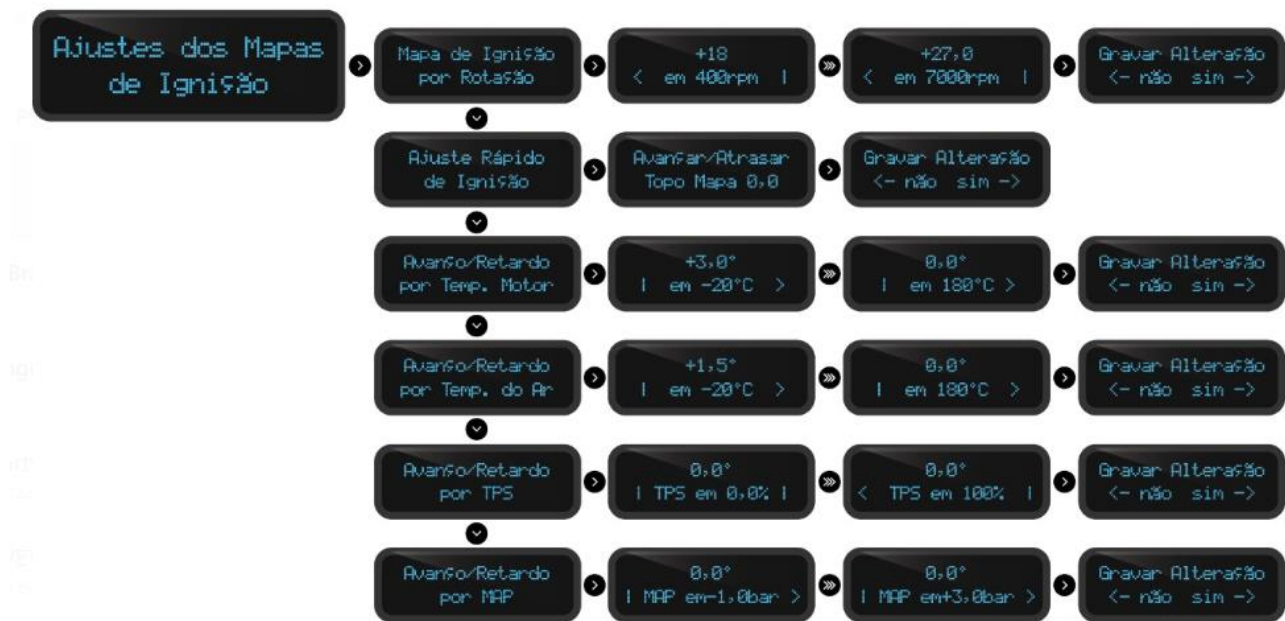 Ajustes dos Mapas
de Ignição
Mapa de Ignição
por Rotação
+18
< em 400rpm |
+27,0
< em 7000rpm |
Gravar Alteração
<- não sim ->
Ajuste Rápido
de Ignição
Avançar/Atrasar
Topo Mapa 0,0
Gravar Alteração
<- não sim ->
Avanço/Retardo
por Temp. Motor
+3,0°
| em -20°C >
0,0°
| em 180°C >
Gravar Alteração
<- não sim ->
Avanço/Retardo
por Temp. do Ar
+1,5°
| em -20°C >
0,0°
| em 180°C >
Gravar Alteração
<- não sim ->
Avanço/Retardo
por TPS
0,0°
| TPS em 0,0% |
0,0°
< TPS em 100% |
Gravar Alteração
<- não sim ->
Avanço/Retardo
por MAP
0,0°
| MAP em-1,0bar >
0,0°
| MAP em+3,0bar >
Gravar Alteração
<- não sim ->